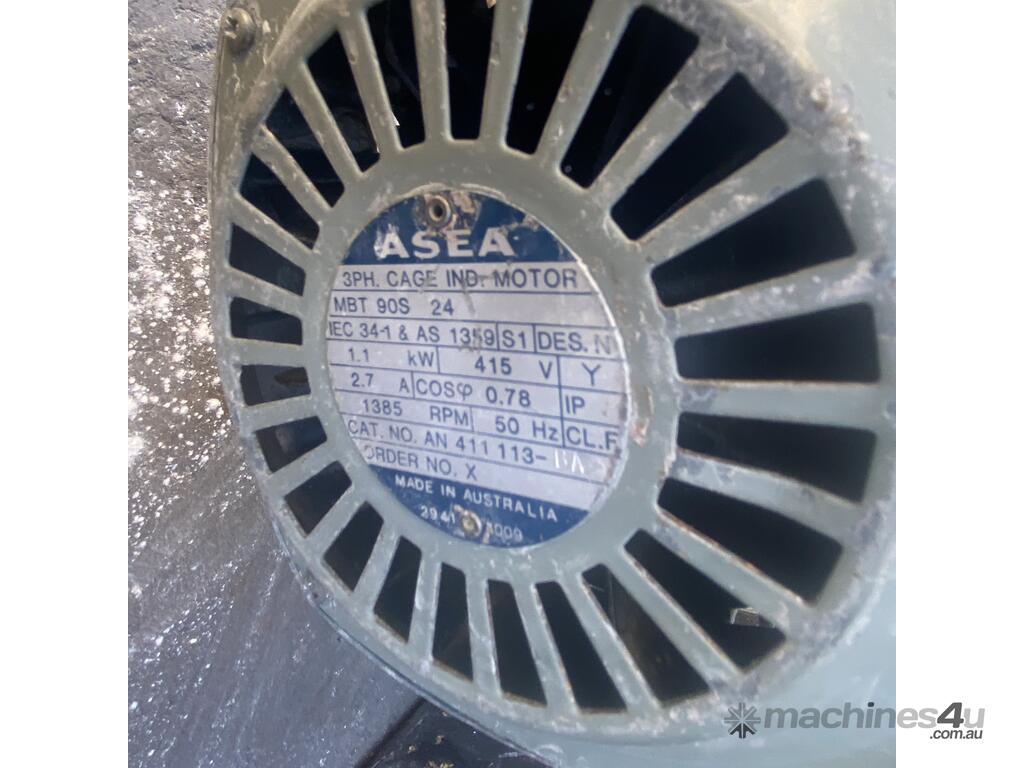 ASEA
3PH. CAGE IND. MOTOR
MBT 90S 24
IEC 34-1 & AS 1359 S1 DES. N
1.1 kW 415 V Y
2.7 A COSφ 0.78 IP
1385 RPM 50 Hz CL.F
CAT. NO. AN 411 113-
ORDER NO. X
MADE IN AUSTRALIA
2941
machines4u
.com.au